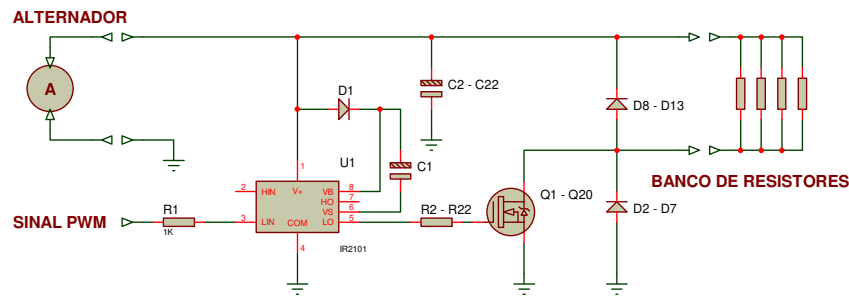 ALTERNADOR
A
D1
C2 - C22
D8 - D13
U1
C1
1
2
HIN
V+
VB
8
HO
7
VS
6
LO
5
3
LIN
COM
4
IR2101
SINAL PWM
R1
1K
R2 - R22
Q1 - Q20
D2 - D7
BANCO DE RESISTORES